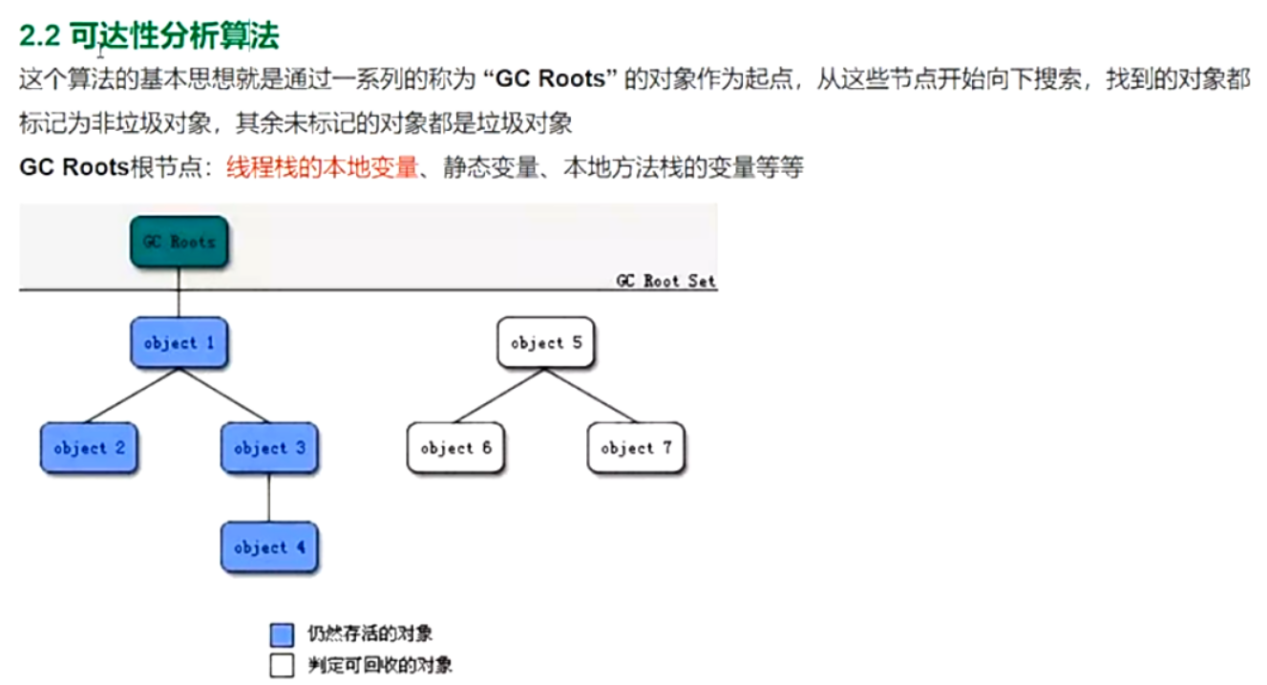 2.2 可达性分析算法
这个算法的基本思想就是通过一系列的称为 “GC Roots” 的对象作为起点，从这些节点开始向下搜索，找到的对象都
标记为非垃圾对象，其余未标记的对象都是垃圾对象
GC Roots根节点：线程栈的本地变量、静态变量、本地方法栈的变量等等
GC Roots
GC Root Set
object 1
object 5
object 2
object 3
object 6
object 7
object 4
仍然存活的对象
判定可回收的对象